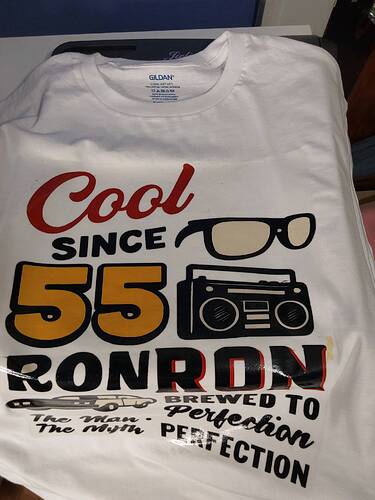 GILDAN
Cool
SINCE
55
RONRON
BREWED TO
The Man.
Perfection
The Myth
PERFECTION